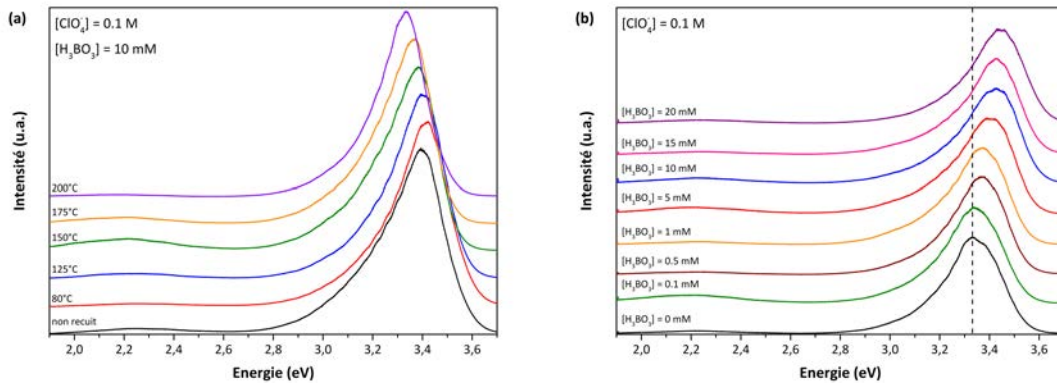 (a)
[ClO₄⁻] = 0.1 M
[H₃BO₃] = 10 mM
Intensité (u.a.)
200°C
175°C
150°C
125°C
80°C
non recuit
2,0 2,2 2,4 2,6 2,8 3,0 3,2 3,4 3,6
Energie (eV)
(b)
[ClO₄⁻] = 0.1 M
Intensité (u.a.)
[H₃BO₃] = 20 mM
[H₃BO₃] = 15 mM
[H₃BO₃] = 10 mM
[H₃BO₃] = 5 mM
[H₃BO₃] = 1 mM
[H₃BO₃] = 0.5 mM
[H₃BO₃] = 0.1 mM
[H₃BO₃] = 0 mM
2,0 2,2 2,4 2,6 2,8 3,0 3,2 3,4 3,6
Energie (eV)